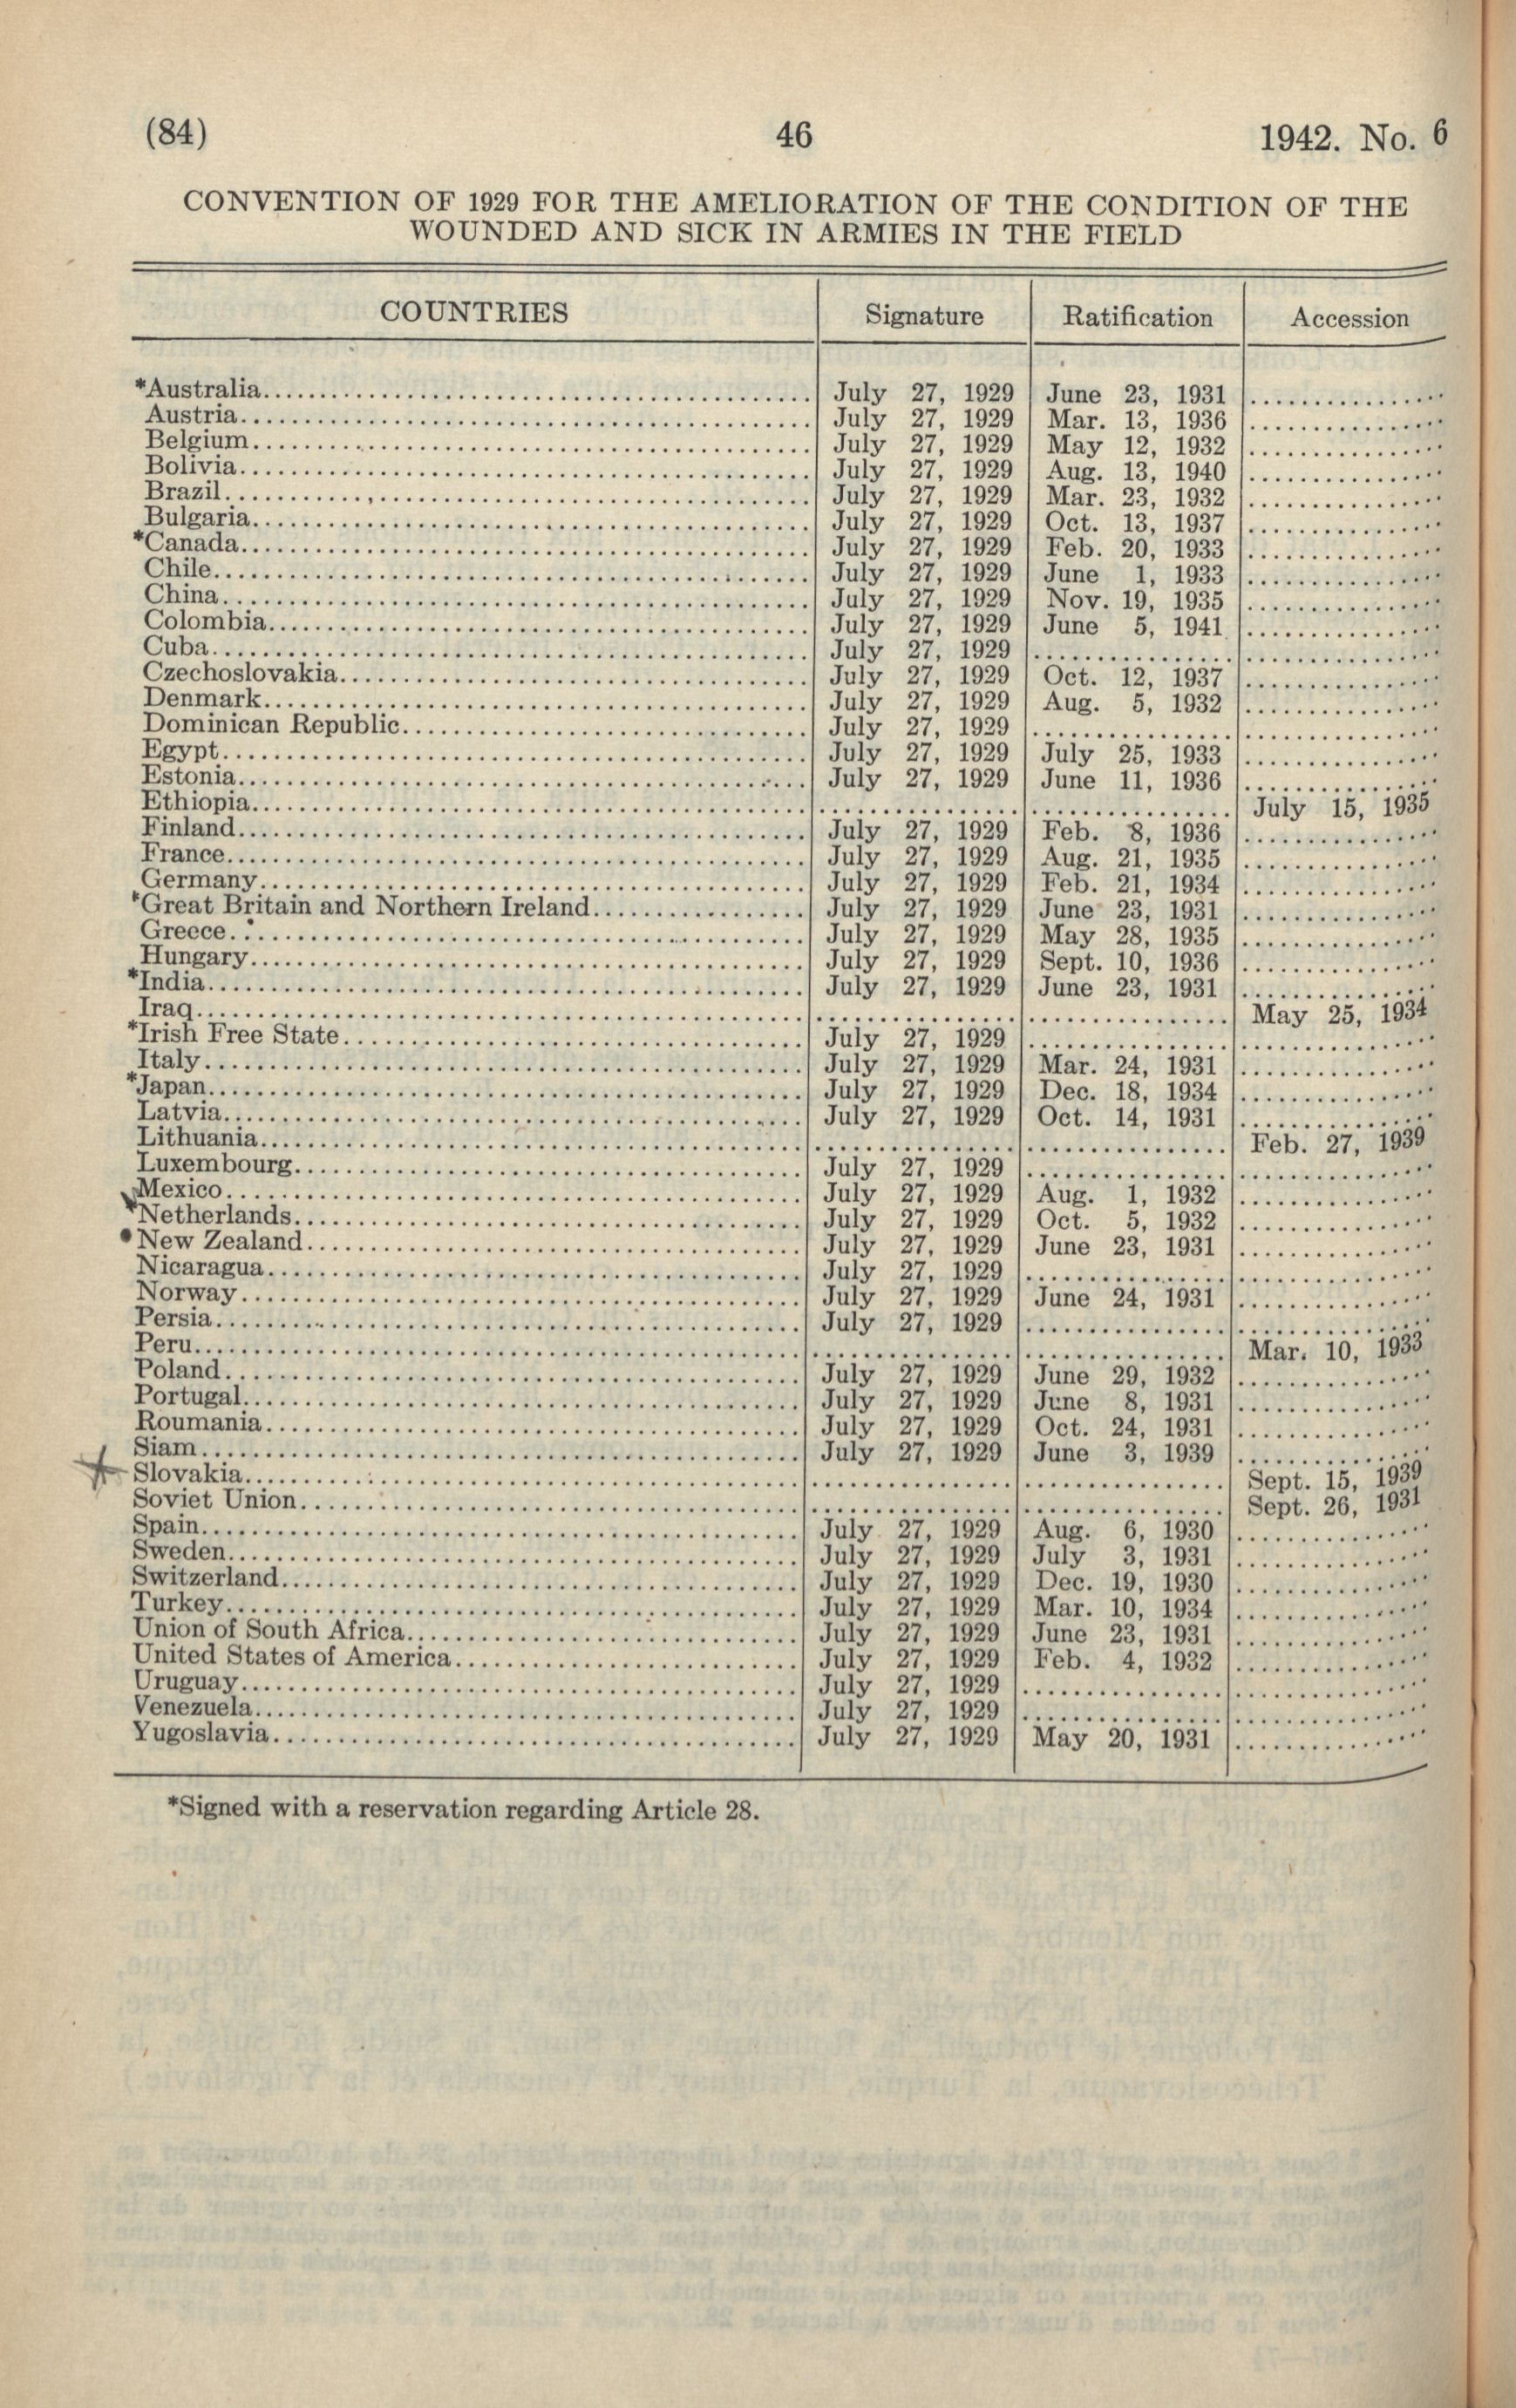 (84) 46 1942. No. 6
CONVENTION OF 1929 FOR THE AMELIORATION OF THE CONDITION OF THE
WOUNDED AND SICK IN ARMIES IN THE FIELD
COUNTRIES Signature Ratification Accession
*Australia July 27, 1929 June 23, 1931
Austria July 27, 1929 Mar. 13, 1936
Belgium July 27, 1929 May 12, 1932
Bolivia July 27, 1929 Aug. 13, 1940
Brazil July 27, 1929 Mar. 23, 1932
Bulgaria July 27, 1929 Oct. 13, 1937
*Canada July 27, 1929 Feb. 20, 1933
Chile July 27, 1929 June 1, 1933
China July 27, 1929 Nov. 19, 1935
Colombia July 27, 1929 June 5, 1941
Cuba July 27, 1929
Czechoslovakia July 27, 1929 Oct. 12, 1937
Denmark July 27, 1929 Aug. 5, 1932
Dominican Republic July 27, 1929
Egypt July 27, 1929 July 25, 1933
Estonia July 27, 1929 June 11, 1936
Ethiopia July 15, 1935
Finland July 27, 1929 Feb. 8, 1936
France July 27, 1929 Aug. 21, 1935
Germany July 27, 1929 Feb. 21, 1934
*Great Britain and Northern Ireland July 27, 1929 June 23, 1931
Greece July 27, 1929 May 28, 1935
Hungary July 27, 1929 Sept. 10, 1936
*India July 27, 1929 June 23, 1931
Iraq May 25, 1934
*Irish Free State July 27, 1929
Italy July 27, 1929 Mar. 24, 1931
*Japan July 27, 1929 Dec. 18, 1934
Latvia July 27, 1929 Oct. 14, 1931
Lithuania Feb. 27, 1939
Luxembourg July 27, 1929
Mexico July 27, 1929 Aug. 1, 1932
*Netherlands July 27, 1929 Oct. 5, 1932
*New Zealand July 27, 1929 June 23, 1931
Nicaragua July 27, 1929
Norway July 27, 1929 June 24, 1931
Persia July 27, 1929
Peru Mar. 10, 1933
Poland July 27, 1929 June 29, 1932
Portugal July 27, 1929 June 8, 1931
Roumania July 27, 1929 Oct. 24, 1931
Siam July 27, 1929 June 3, 1939
Slovakia Sept. 15, 1939
Soviet Union Sept. 26, 1931
Spain July 27, 1929 Aug. 6, 1930
Sweden July 27, 1929 July 3, 1931
Switzerland July 27, 1929 Dec. 19, 1930
Turkey July 27, 1929 Mar. 10, 1934
Union of South Africa July 27, 1929 June 23, 1931
United States of America July 27, 1929 Feb. 4, 1932
Uruguay July 27, 1929
Venezuela July 27, 1929
Yugoslavia July 27, 1929 May 20, 1931
*Signed with a reservation regarding Article 28.